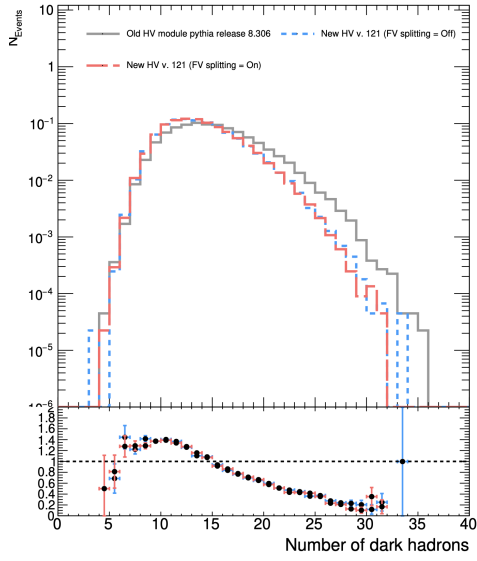 N_Events
Old HV module pythia release 8.306
New HV v. 121 (FV splitting = Off)
New HV v. 121 (FV splitting = On)
1
10^−1
10^−2
10^−3
10^−4
10^−5
2
1.8
1.6
1.4
1.2
1
0.8
0.6
0.4
0.2
0
0 5 10 15 20 25 30 35 40
Number of dark hadrons